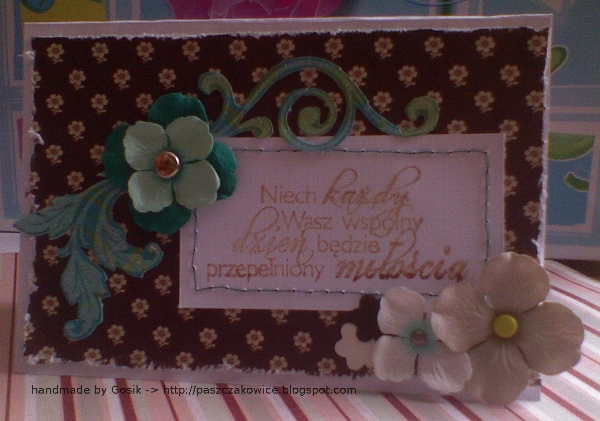 Niech każdy
Wasz wspólny
dzień będzie
przepełniony miłością
handmade by Gosik -> http://paszczakowice.blogspot.com